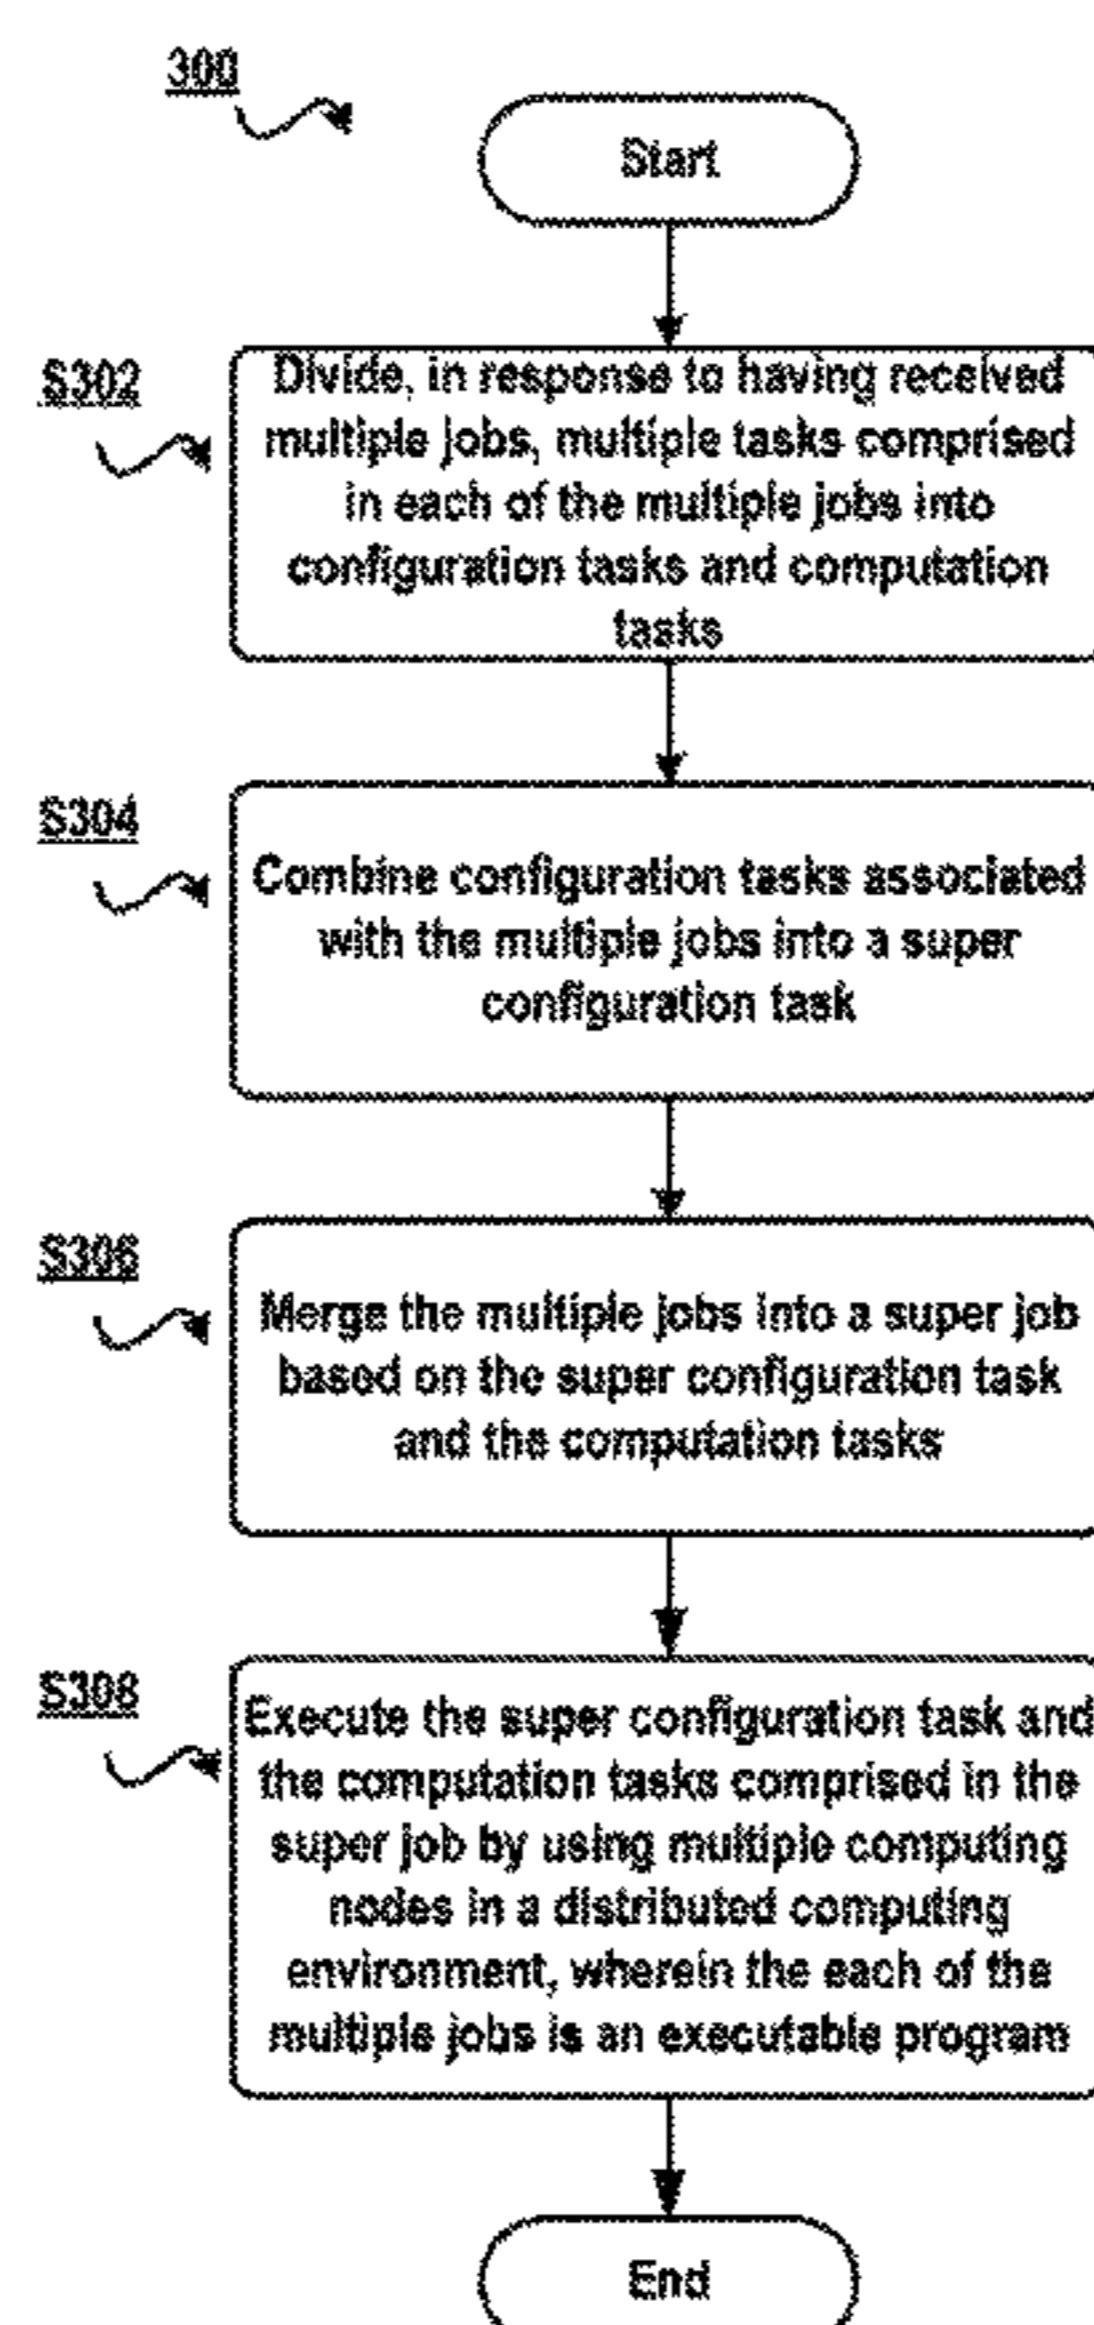 300
Start
S302
Divide, in response to having received
multiple jobs, multiple tasks comprised
in each of the multiple jobs into
configuration tasks and computation
tasks
S304
Combine configuration tasks associated
with the multiple jobs into a super
configuration task
S306
Merge the multiple jobs into a super job
based on the super configuration task
and the computation tasks
S308
Execute the super configuration task and
the computation tasks comprised in the
super job by using multiple computing
nodes in a distributed computing
environment, wherein the each of the
multiple jobs is an executable program
End